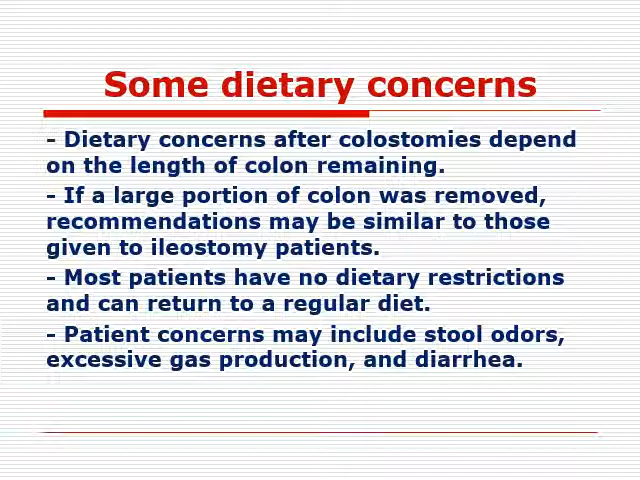 Some dietary concerns
- Dietary concerns after colostomies depend
on the length of colon remaining.
- If a large portion of colon was removed,
recommendations may be similar to those
given to ileostomy patients.
- Most patients have no dietary restrictions
and can return to a regular diet.
- Patient concerns may include stool odors,
excessive gas production, and diarrhea.